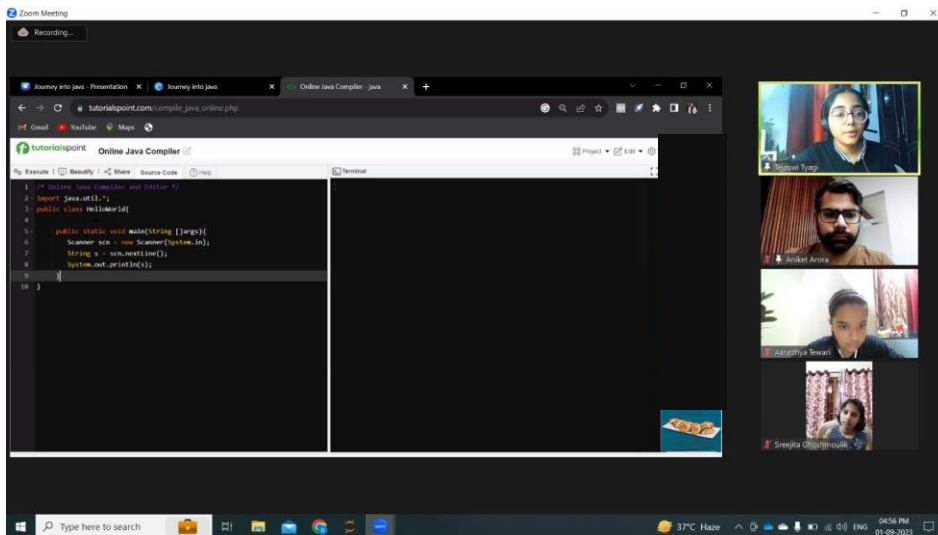 Zoom Meeting
Recording...
Journey into java - Presentation
Journey into java
Online Java Compiler - java
tutorialspoint.com/compile_java_online.php
Gmail
YouTube
Maps
tutorialspoint
Online Java Compiler
Project
Edit
Execute | Beautify | Share Source Code Help
Terminal
1 /* Online Java Compiler and Editor */
2 import java.util.*;
3 public class HelloWorld{
4
5 public static void main(String []args){
6 Scanner scn = new Scanner(System.in);
7 String s = scn.nextLine();
8 System.out.println(s);
9 }
10 }
Tejaswi Tyagi
Aniket Arora
Aaradhya Tewari
Sreejita Ghoshmoulik
Type here to search
37°C Haze
ENG
04:56 PM
01-09-2023